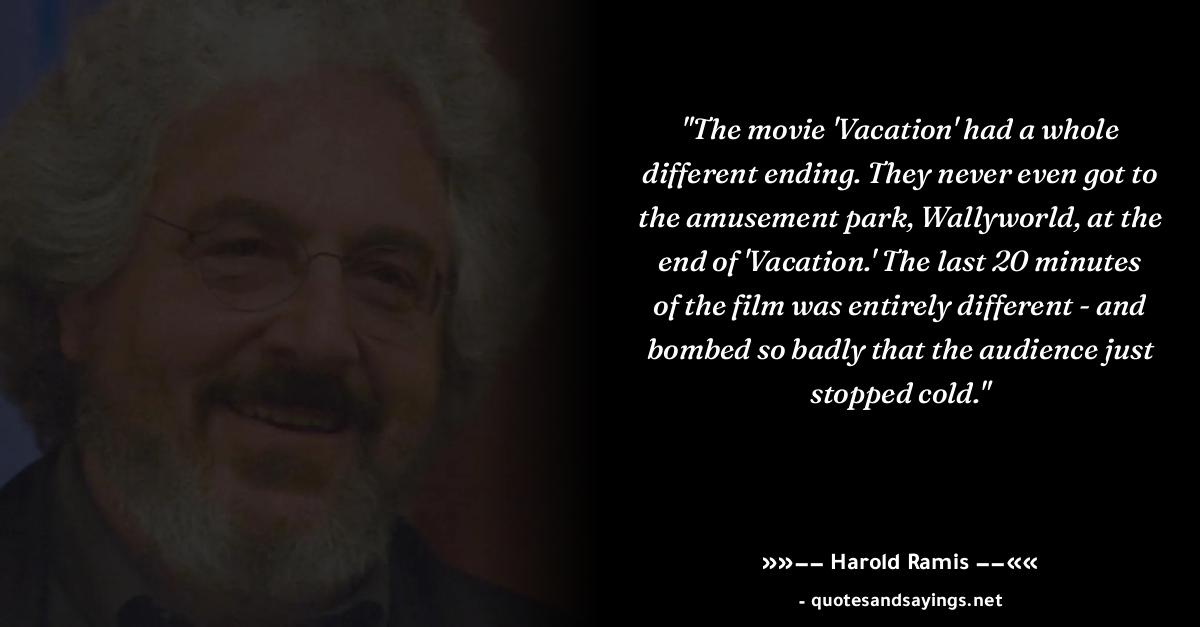 "The movie 'Vacation' had a whole
different ending. They never even got to
the amusement park, Wallyworld, at the
end of 'Vacation.' The last 20 minutes
of the film was entirely different - and
bombed so badly that the audience just
stopped cold."
»»–– Harold Ramis ––««
- quotesandsayings.net